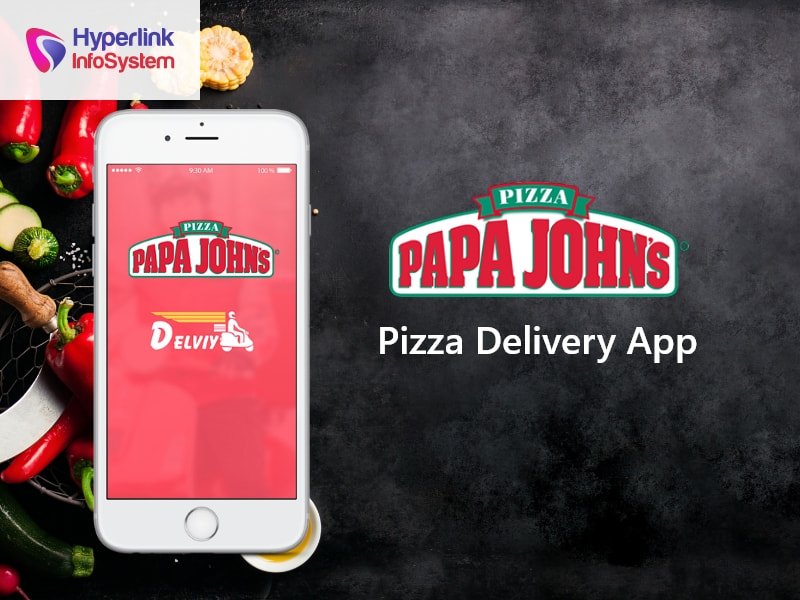 Hyperlink
InfoSystem
9:30 AM
100 %
PIZZA
PAPA JOHN'S
DELVIY
PIZZA
PAPA JOHN'S
Pizza Delivery App